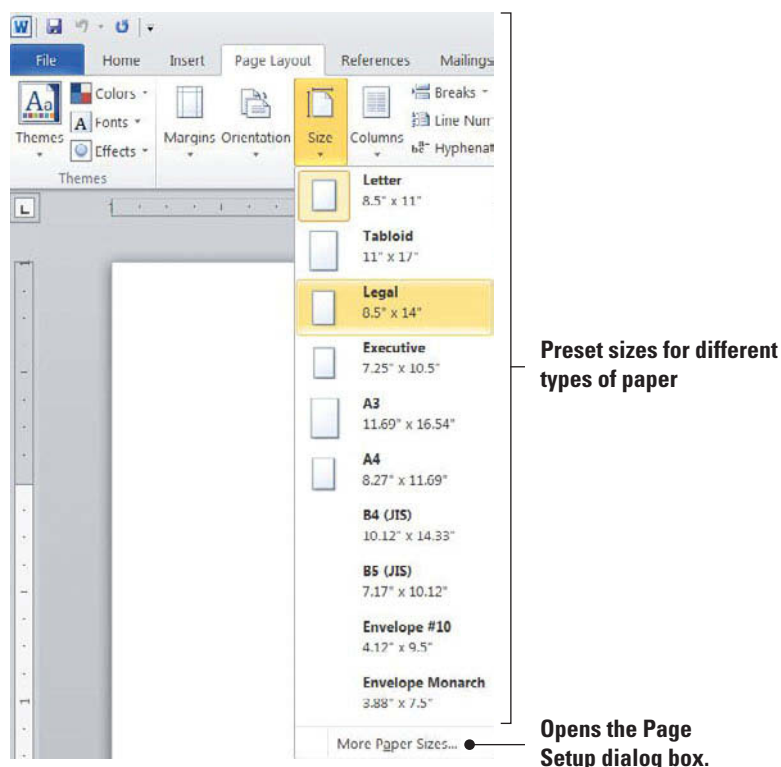 W
File Home Insert Page Layout References Mailings
Aa Colors Breaks
A Fonts Line Num
Themes Effects Margins Orientation Size Columns Hyphenat
Themes
L
Letter
8.5" x 11"
Tabloid
11" x 17"
Legal
8.5" x 14"
Executive
7.25" x 10.5"
Preset sizes for different
types of paper
A3
11.69" x 16.54"
A4
8.27" x 11.69"
B4 (JIS)
10.12" x 14.33"
B5 (JIS)
7.17" x 10.12"
Envelope #10
4.12" x 9.5"
Envelope Monarch
3.88" x 7.5"
More Paper Sizes...
Opens the Page
Setup dialog box.